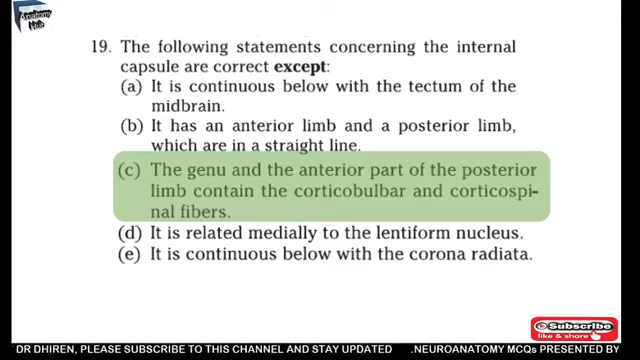 Anatomy
Hub
19. The following statements concerning the internal
capsule are correct except:
(a) It is continuous below with the tectum of the
midbrain.
(b) It has an anterior limb and a posterior limb,
which are in a straight line.
(c) The genu and the anterior part of the posterior
limb contain the corticobulbar and corticospi-
nal fibers.
(d) It is related medially to the lentiform nucleus.
(e) It is continuous below with the corona radiata.
Subscribe
like & share
DR DHIREN, PLEASE SUBSCRIBE TO THIS CHANNEL AND STAY UPDATED .NEUROANATOMY MCQs PRESENTED BY